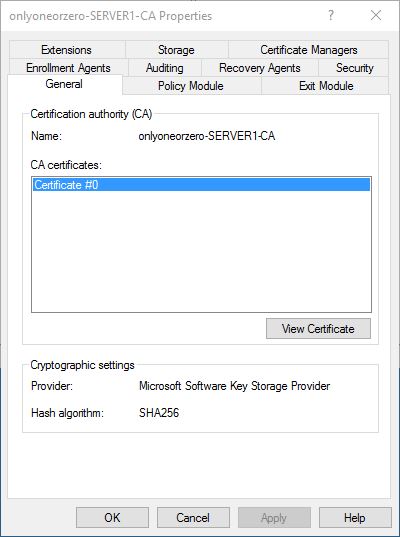 onlyoneorzero-SERVER1-CA Properties
Extensions Storage Certificate Managers
Enrollment Agents Auditing Recovery Agents Security
General Policy Module Exit Module
Certification authority (CA)
Name: onlyoneorzero-SERVER1-CA
CA certificates:
Certificate #0
View Certificate
Cryptographic settings
Provider: Microsoft Software Key Storage Provider
Hash algorithm: SHA256
OK Cancel Apply Help